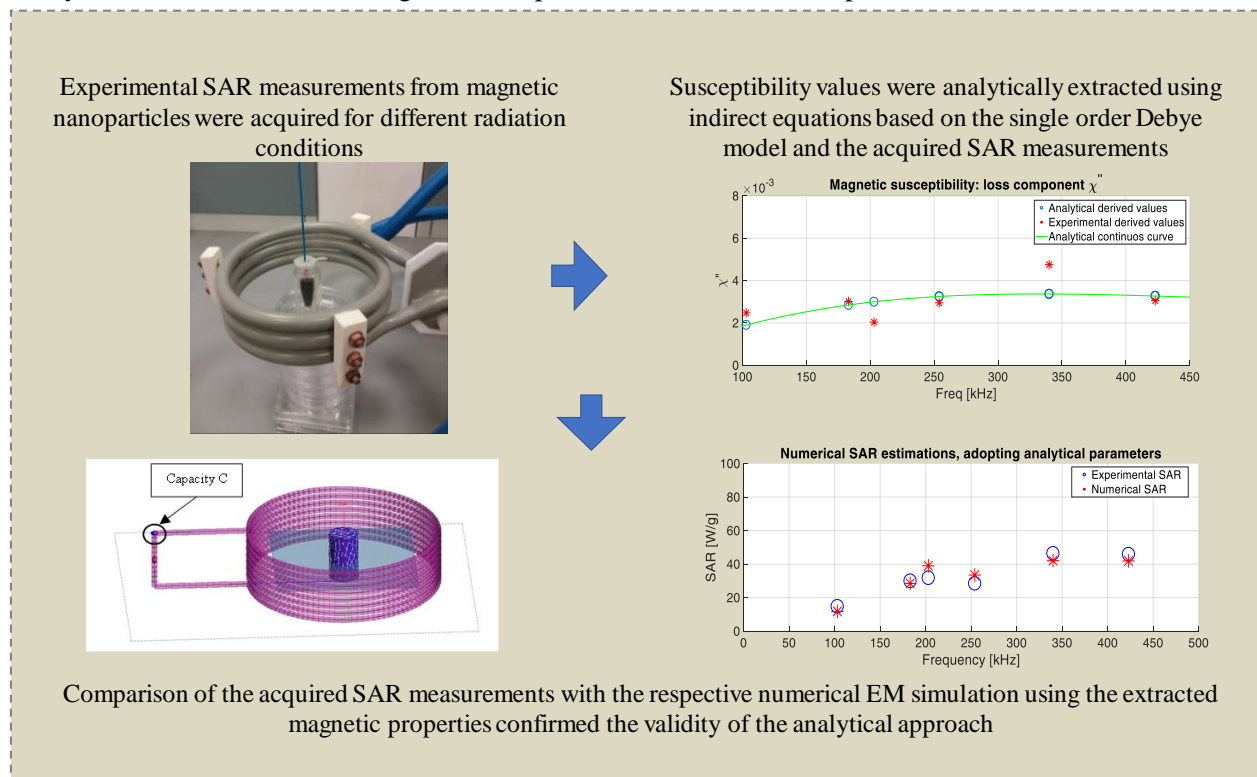 Experimental SAR measurements from magnetic
nanoparticles were acquired for different radiation
conditions
Susceptibility values were analytically extracted using
indirect equations based on the single order Debye
model and the acquired SAR measurements
×10⁻³
Magnetic susceptibility: loss component χ"
Analytical derived values
Experimental derived values
Analytical continuos curve
χ"
8
6
4
2
0
100 150 200 250 300 350 400 450
Freq [kHz]
Capacity C
Numerical SAR estimations, adopting analytical parameters
Experimental SAR
Numerical SAR
SAR [W/g]
100
80
60
40
20
0
0 50 100 150 200 250 300 350 400 450 500
Frequency [kHz]
Comparison of the acquired SAR measurements with the respective numerical EM simulation using the extracted
magnetic properties confirmed the validity of the analytical approach